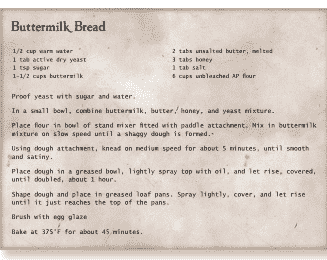 Buttermilk Bread
1/2 cup warm water
1 tab active dry yeast
1 tsp sugar
1-1/2 cups buttermilk
2 tabs unsalted butter, melted
3 tabs honey
1 tab salt
6 cups unbleached AP flour
Proof yeast with sugar and water.
In a small bowl, combine buttermilk, butter, honey, and yeast mixture.
Place flour in bowl of stand mixer fitted with paddle attachment. Mix in buttermilk
mixture on slow speed until a shaggy dough is formed.
Using dough attachment, knead on medium speed for about 5 minutes, until smooth
and satiny.
Place dough in a greased bowl, lightly spray top with oil, and let rise, covered,
until doubled, about 1 hour.
Shape dough and place in greased loaf pans. Spray lightly, cover, and let rise
until it just reaches the top of the pans.
Brush with egg glaze
Bake at 375°F for about 45 minutes.